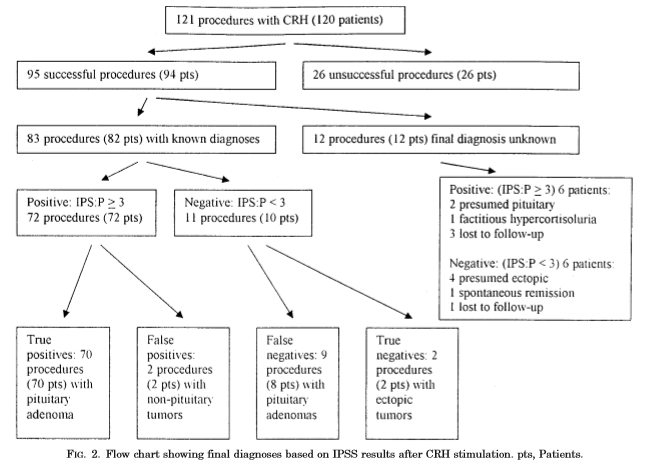 121 procedures with CRH (120 patients)
95 successful procedures (94 pts)
26 unsuccessful procedures (26 pts)
83 procedures (82 pts) with known diagnoses
12 procedures (12 pts) final diagnosis unknown
Positive: IPS:P ≥ 3
72 procedures (72 pts)
Negative: IPS:P < 3
11 procedures (10 pts)
Positive: (IPS:P ≥ 3) 6 patients:
2 presumed pituitary
1 factitious hypercortisoluria
3 lost to follow-up
Negative: (IPS:P < 3) 6 patients:
4 presumed ectopic
1 spontaneous remission
1 lost to follow-up
True
positives: 70
procedures
(70 pts) with
pituitary
adenoma
False
positives:
2 procedures
(2 pts) with
non-pituitary
tumors
False
negatives: 9
procedures
(8 pts) with
pituitary
adenomas
True
negatives: 2
procedures
(2 pts) with
ectopic
tumors
FIG. 2. Flow chart showing final diagnoses based on IPSS results after CRH stimulation. pts, Patients.